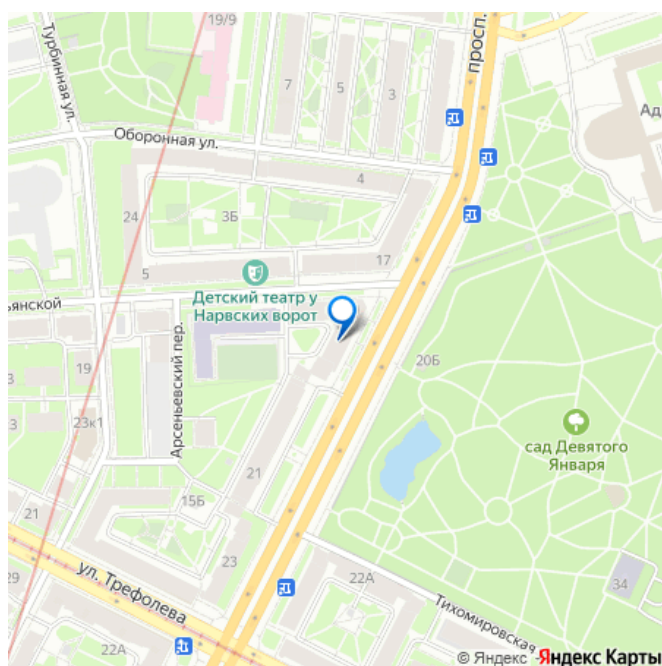 19/9
Турбинная ул.
просп.
7
5
3
Ад
Оборонная ул.
4
24
3Б
17
5
Детский театр у
Нарвских ворот
ьянской
Арсеньевский пер.
19
20Б
3
23к1
сад Девятого
Января
21
15Б
21
23
29
ул. Трефолева
22А
34
Тихомировская
22А
© Яндекс Яндекс Карты